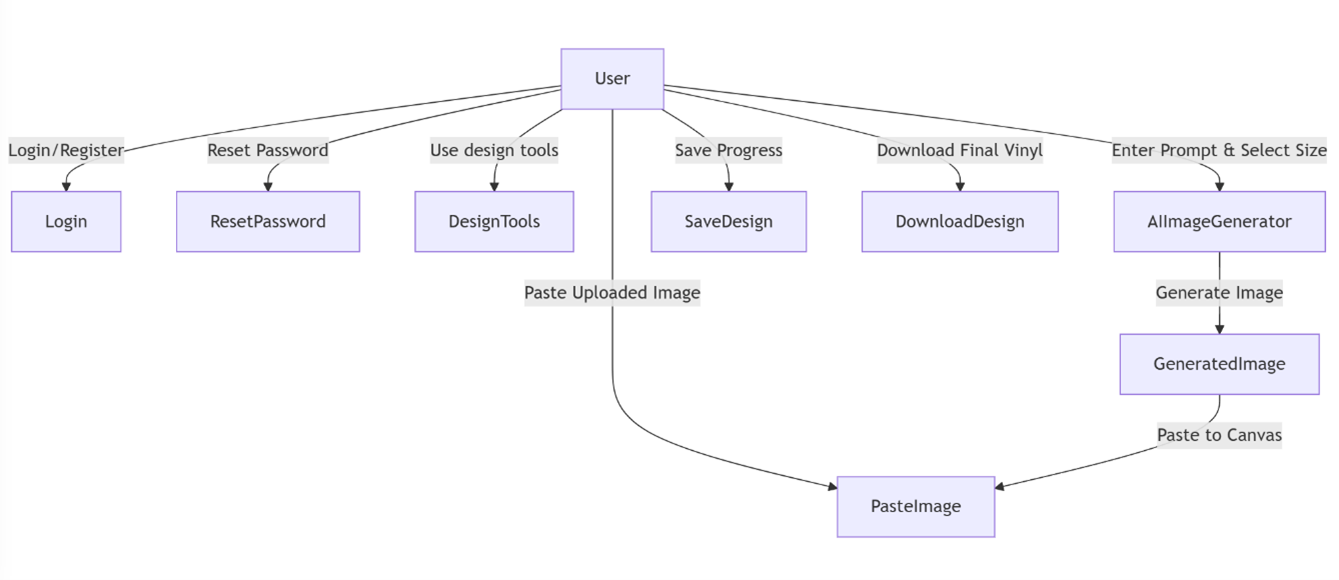 User
Login/Register
Reset Password
Use design tools
Save Progress
Download Final Vinyl
Enter Prompt & Select Size
Login
ResetPassword
DesignTools
SaveDesign
DownloadDesign
AIImageGenerator
Paste Uploaded Image
Generate Image
GeneratedImage
Paste to Canvas
PasteImage